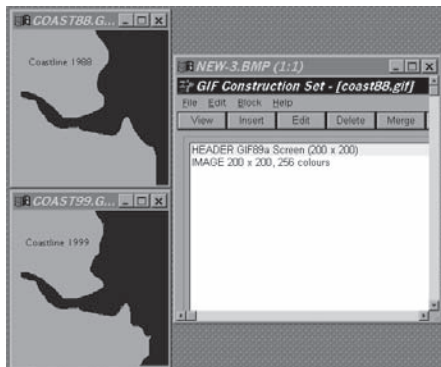 COAST88.G...
Coastline 1988
COAST99.G...
Coastline 1999
NEW-3.BMP (1:1)
GIF Construction Set - [coast88.gif]
File Edit Block Help
View Insert Edit Delete Merge
HEADER GIF89a Screen (200 x 200)
IMAGE 200 x 200, 256 colours